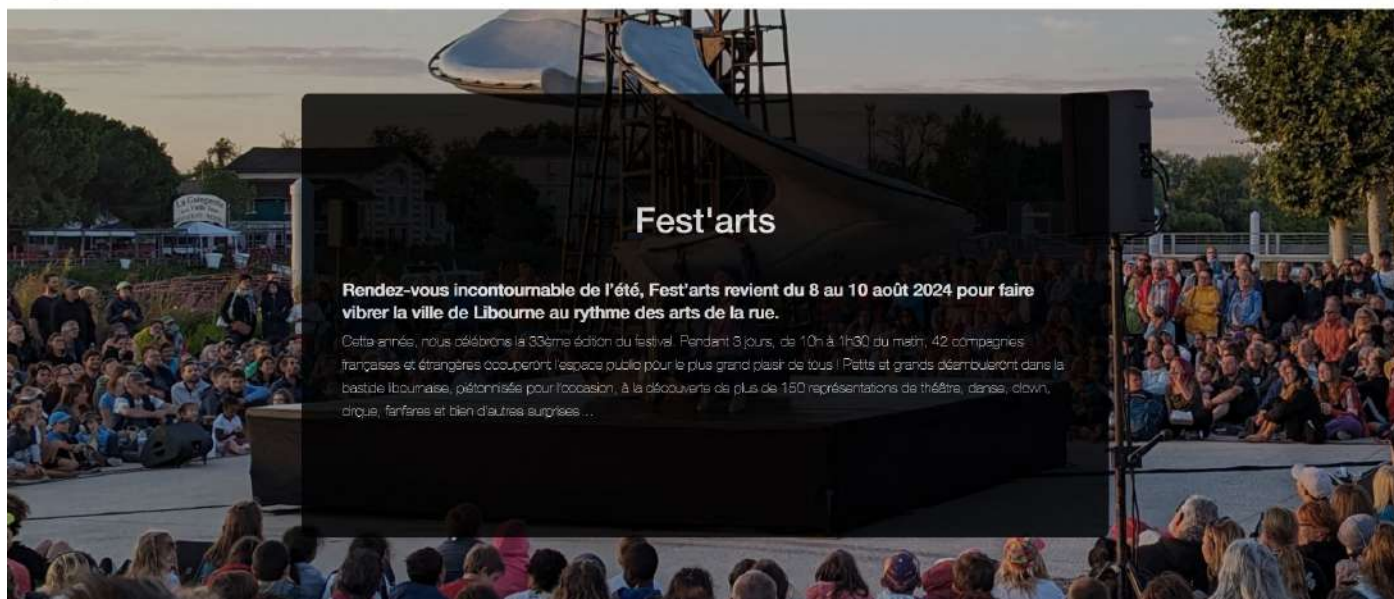 La Guinguette
Fest'arts
Rendez-vous incontournable de l'été, Fest'arts revient du 8 au 10 août 2024 pour faire
vibrer la ville de Libourne au rythme des arts de la rue.
Cette année, nous célébrons la 33ème édition du festival. Pendant 3 jours, de 10h à 1h30 du matin, 42 compagnies
françaises et étrangères occuperont l'espace public pour le plus grand plaisir de tous ! Petits et grands déambuleront dans la
bastide libournaise, piétonnisée pour l'occasion, à la découverte de plus de 150 représentations de théâtre, danse, clown,
cirque, fanfares et bien d'autres surprises ...